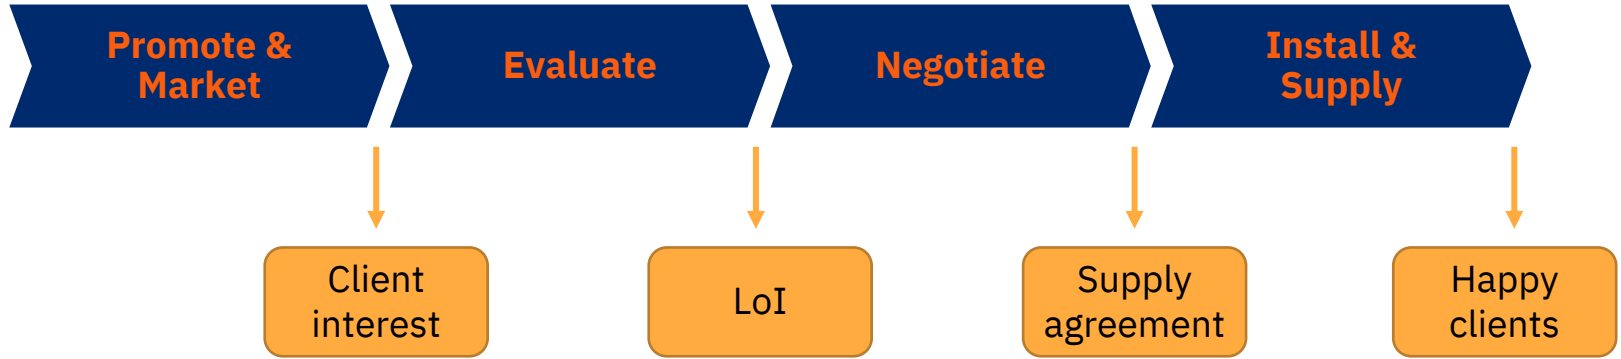 Promote &
Market
Evaluate
Negotiate
Install &
Supply
Client
interest
LoI
Supply
agreement
Happy
clients